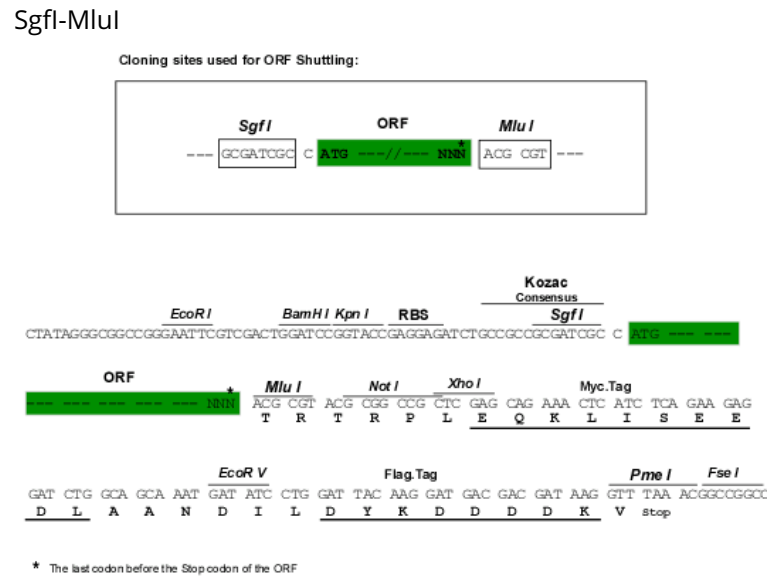 SgfI-MluI
Cloning sites used for ORF Shuttling:
Sgf I ORF Mlu I
*
--- GCGATCGC C ATG ---//--- NNN ACG CGT ---
Kozac
Consensus
EcoR I BamH I Kpn I RBS Sgf I
CTATAGGGCGGCCGGGAATTCGTCGACTGGATCCGGTACCGAGGAGATCTGCCGCCGCGATCGC C ATG --- --- ---
ORF
* Mlu I Not I Xho I Myc.Tag
--- --- --- --- --- --- NNN ACG CGT ACG CGG CCG CTC GAG CAG AAA CTC ATC TCA GAA GAG
T R T R P L E Q K L I S E E
EcoR V Flag.Tag Pme I Fse I
GAT CTG GCA GCA AAT GAT ATC CTG GAT TAC AAG GAT GAC GAC GAT AAG GTT TAA ACGGCCGGCC
D L A A N D I L D Y K D D D D K V Stop
* The last codon before the Stop codon of the ORF